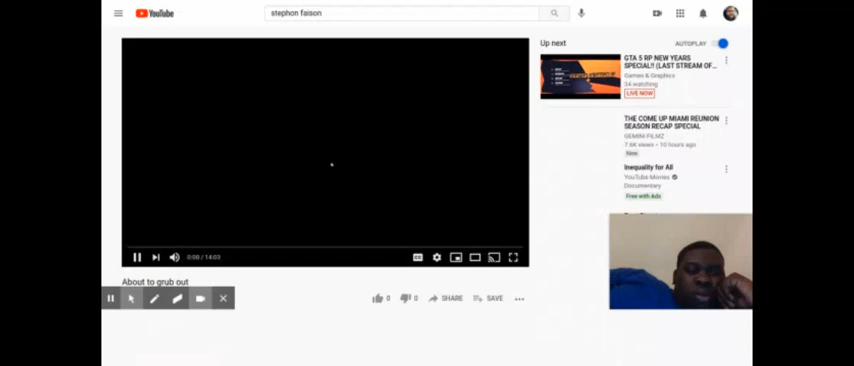 YouTube
stephon faison
Up next
AUTOPLAY
GTA 5 RP NEW YEARS
SPECIAL!! (LAST STREAM OF...
Games & Graphics
34 watching
LIVE NOW
THE COME UP MIAMI REUNION
SEASON RECAP SPECIAL
GEMINI FILMZ
7.6K views • 10 hours ago
New
Inequality for All
YouTube Movies
Documentary
Free with Ads
0:00 / 14:03
About to grub out
0
0
SHARE
SAVE